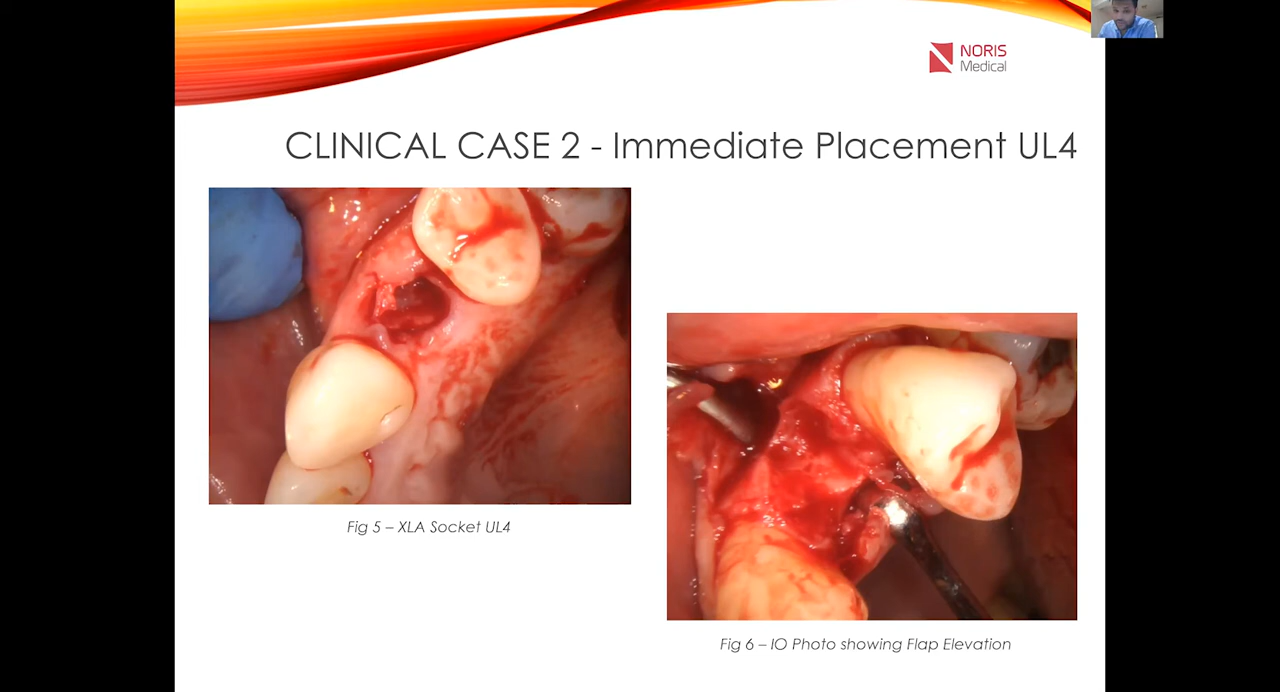 NORIS
Medical
CLINICAL CASE 2 - Immediate Placement UL4
Fig 5 – XLA Socket UL4
Fig 6 – IO Photo showing Flap Elevation